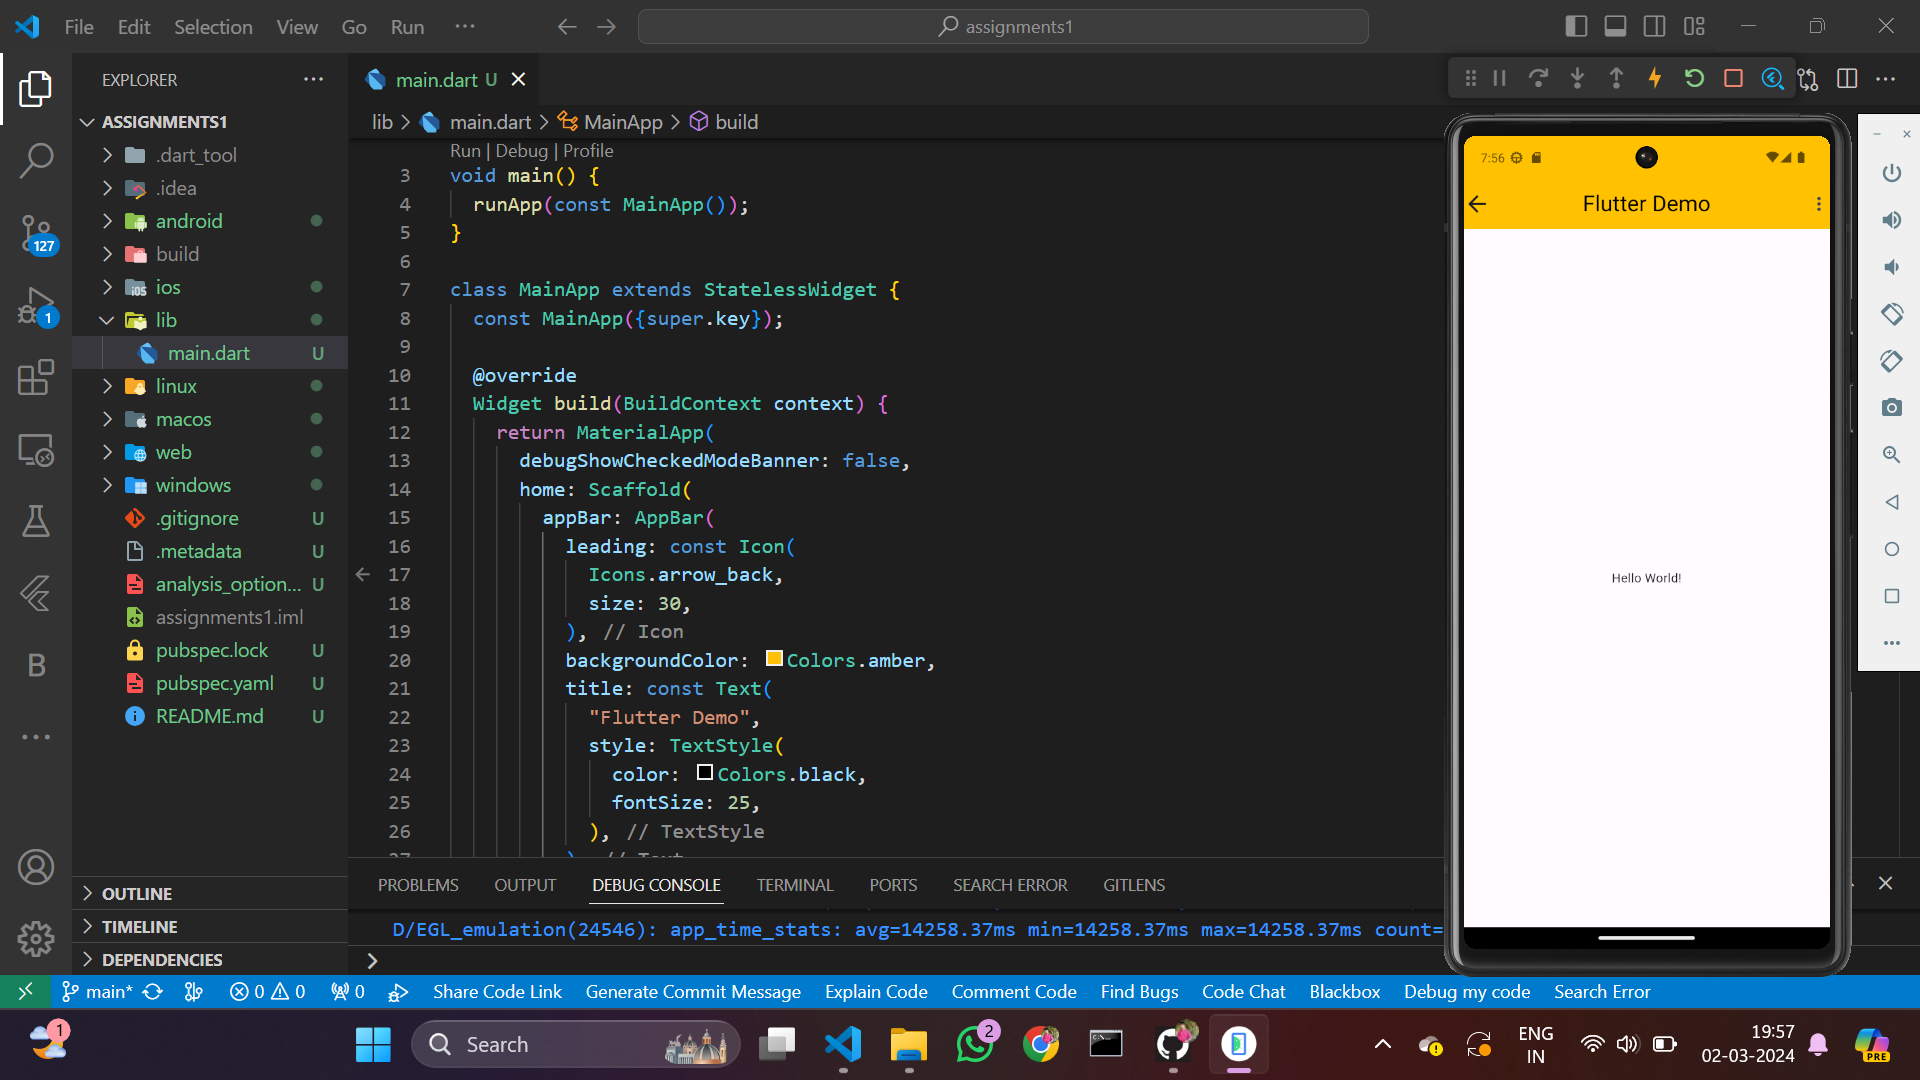 File Edit Selection View Go Run ··· assignments1
EXPLORER ···
ASSIGNMENTS1
.dart_tool
.idea
android
build
ios
lib
main.dart U
linux
macos
web
windows
.gitignore U
.metadata U
analysis_option... U
assignments1.iml
pubspec.lock U
pubspec.yaml U
README.md U
OUTLINE
TIMELINE
DEPENDENCIES
127
1
B
main.dart U
lib > main.dart > MainApp > build
Run | Debug | Profile
3 void main() {
4 runApp(const MainApp());
5 }
6
7 class MainApp extends StatelessWidget {
8 const MainApp({super.key});
9
10 @override
11 Widget build(BuildContext context) {
12 return MaterialApp(
13 debugShowCheckedModeBanner: false,
14 home: Scaffold(
15 appBar: AppBar(
16 leading: const Icon(
17 Icons.arrow_back,
18 size: 30,
19 ), // Icon
20 backgroundColor: Colors.amber,
21 title: const Text(
22 "Flutter Demo",
23 style: TextStyle(
24 color: Colors.black,
25 fontSize: 25,
26 ), // TextStyle
27 ), // Text
PROBLEMS OUTPUT DEBUG CONSOLE TERMINAL PORTS SEARCH ERROR GITLENS
D/EGL_emulation(24546): app_time_stats: avg=14258.37ms min=14258.37ms max=14258.37ms count=
>
7:56
Flutter Demo
Hello World!
main* 0 0 0 Share Code Link Generate Commit Message Explain Code Comment Code Find Bugs Code Chat Blackbox Debug my code Search Error
1
Search
2
ENG
IN
19:57
02-03-2024
PRE